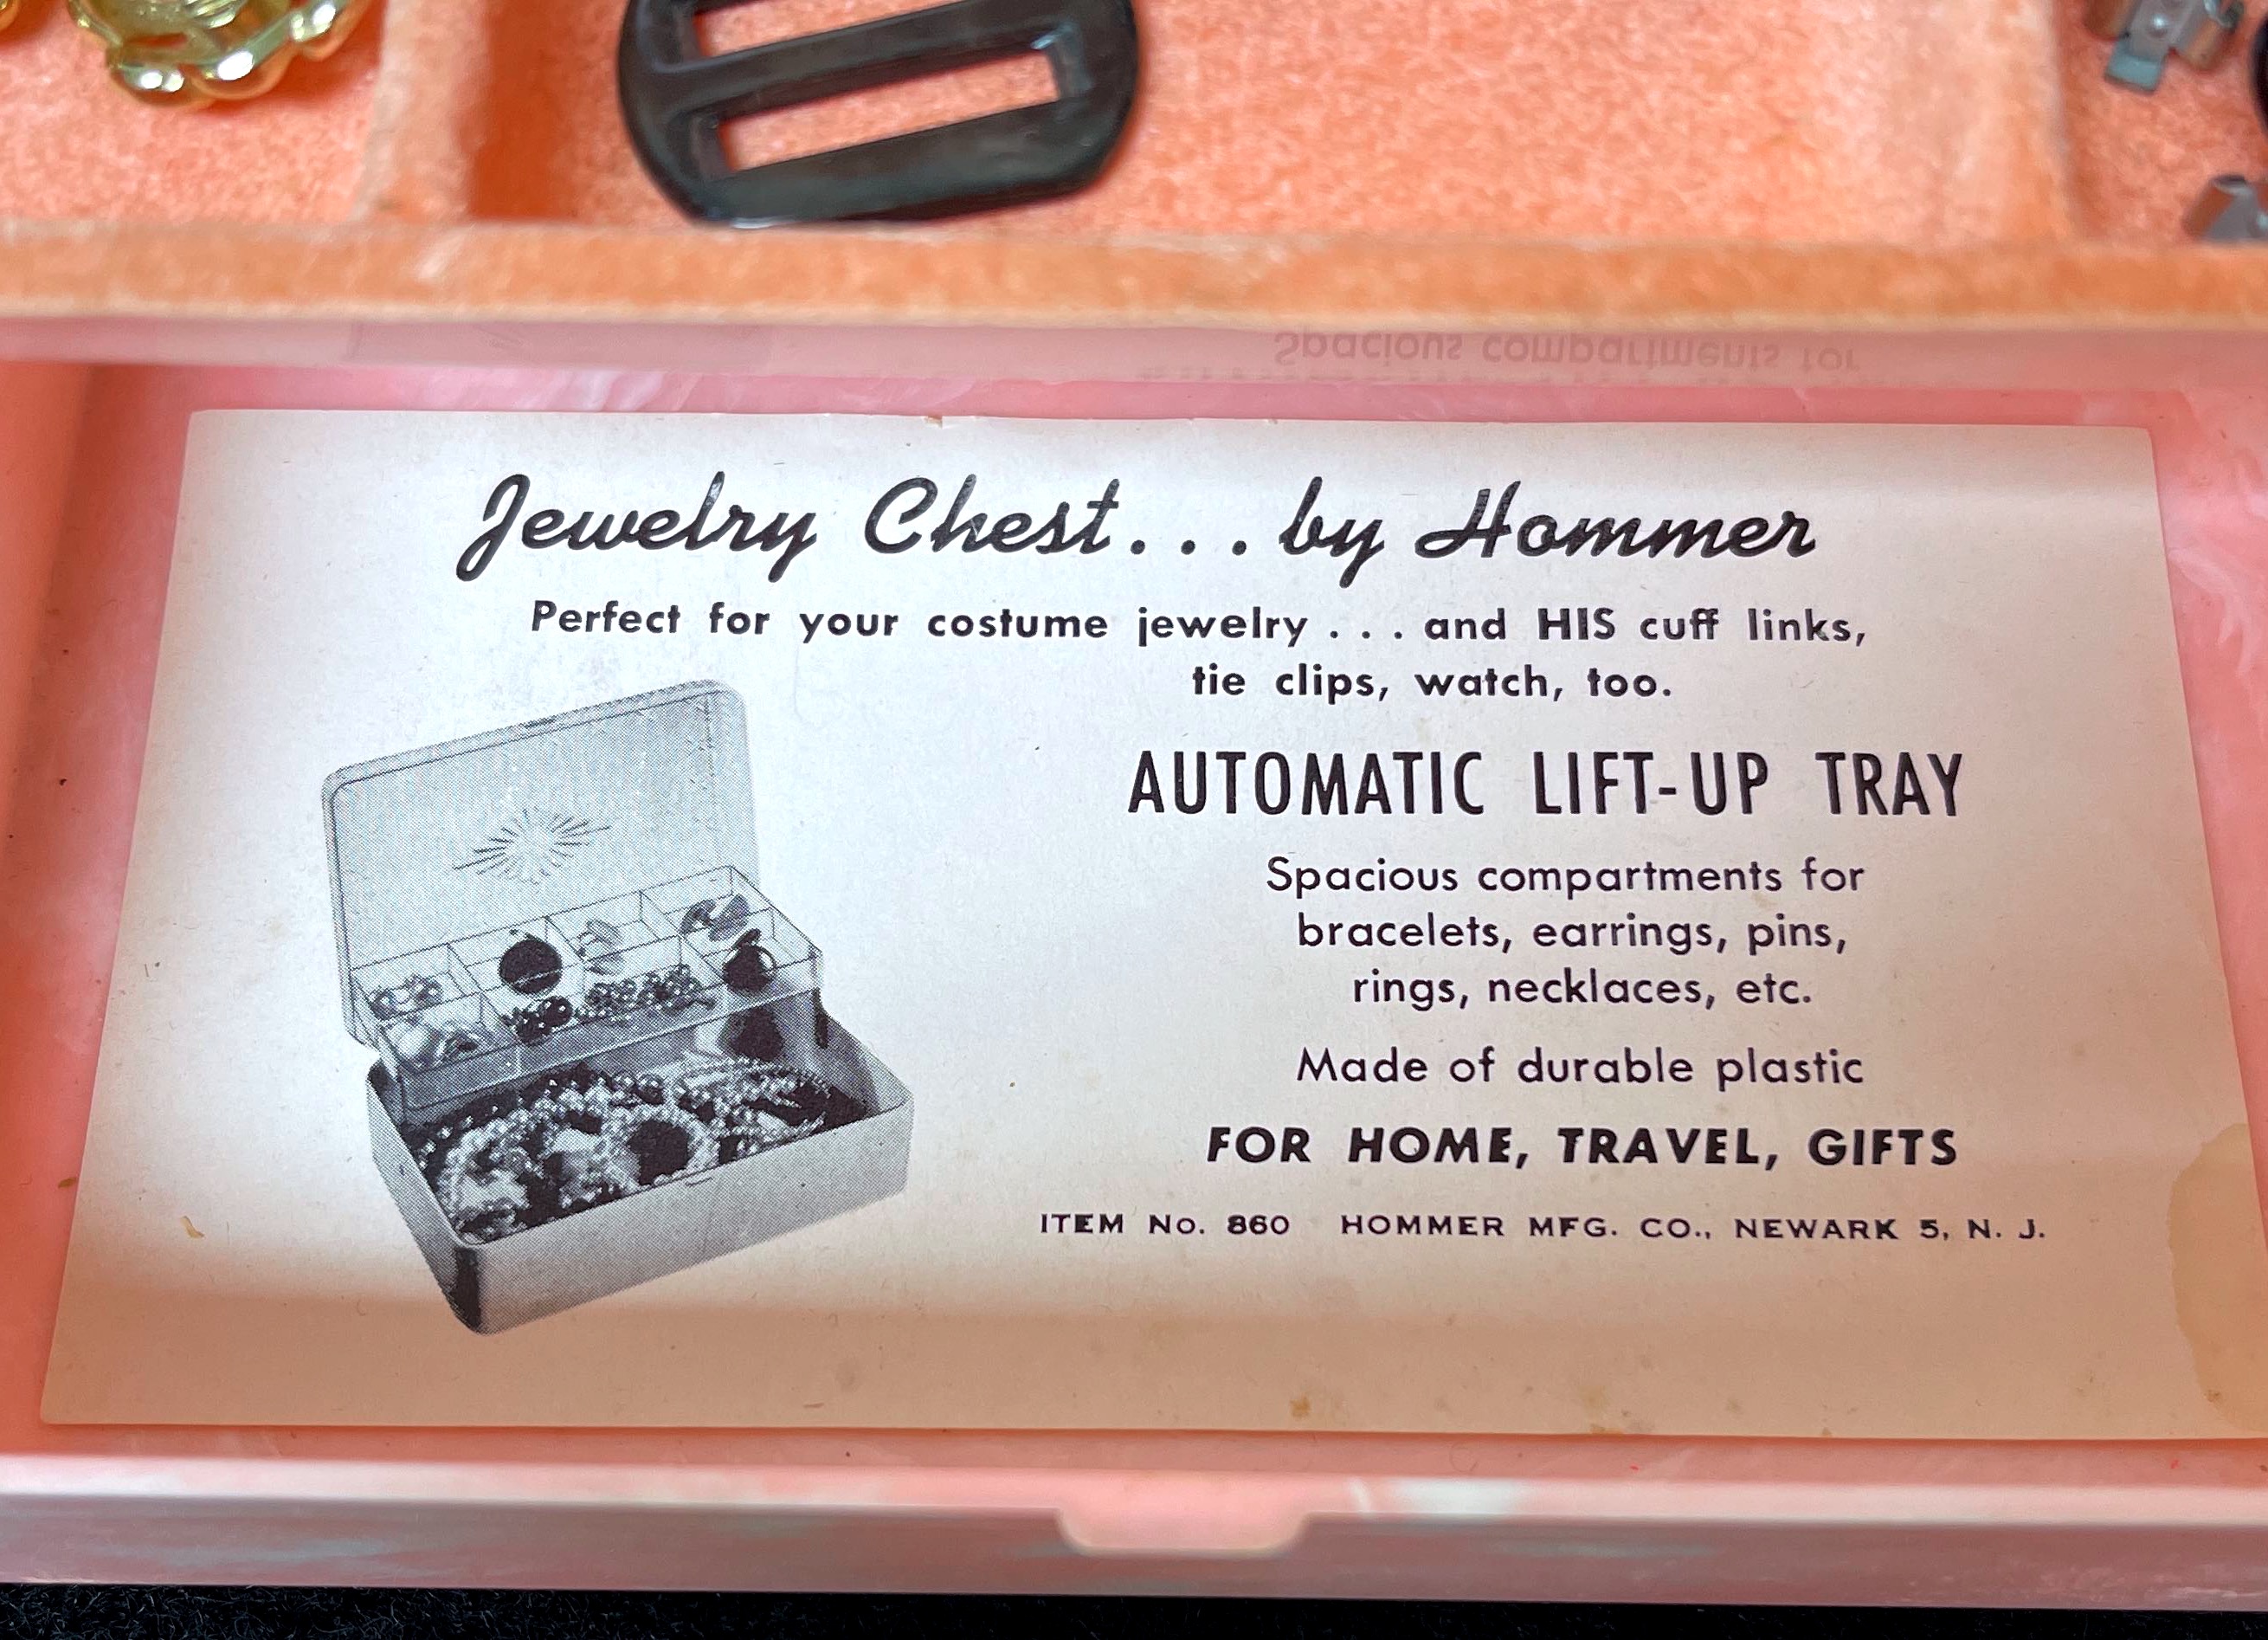 Jewelry Chest... by Hommer
Perfect for your costume jewelry . . . and HIS cuff links,
tie clips, watch, too.
AUTOMATIC LIFT-UP TRAY
Spacious compartments for
bracelets, earrings, pins,
rings, necklaces, etc.
Made of durable plastic
FOR HOME, TRAVEL, GIFTS
ITEM No. 860 HOMMER MFG. CO., NEWARK 5, N. J.